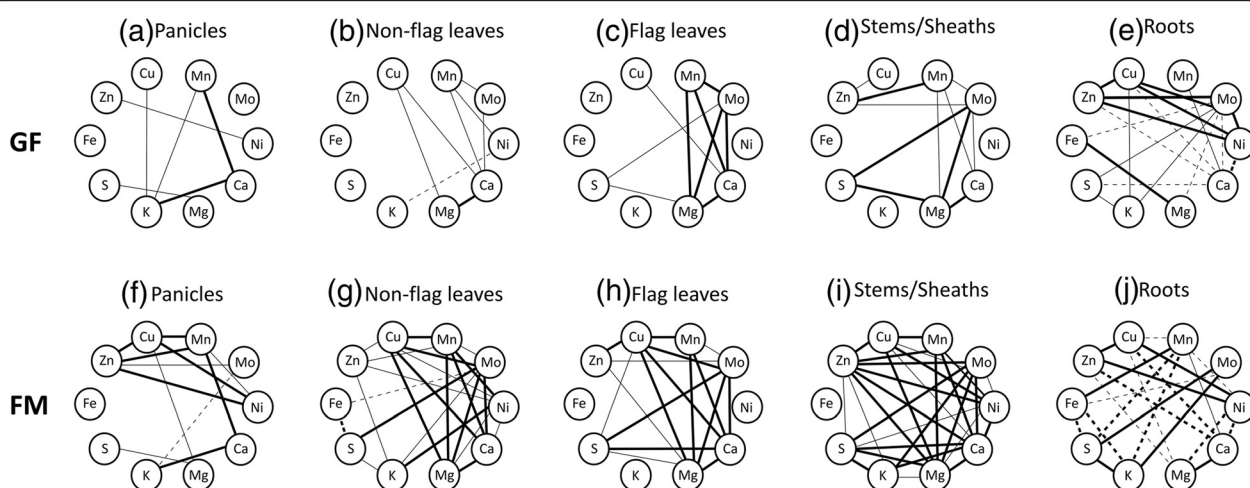 (a) Panicles
(b) Non-flag leaves
(c) Flag leaves
(d) Stems/Sheaths
(e) Roots
GF
Cu Mn Zn Mo Fe Ni S Ca K Mg
Cu Mn Zn Mo Fe Ni S Ca K Mg
Cu Mn Zn Mo Fe Ni S Ca K Mg
Cu Mn Zn Mo Fe Ni S Ca K Mg
Cu Mn Zn Mo Fe Ni S Ca K Mg
(f) Panicles
(g) Non-flag leaves
(h) Flag leaves
(i) Stems/Sheaths
(j) Roots
FM
Cu Mn Zn Mo Fe Ni S Ca K Mg
Cu Mn Zn Mo Fe Ni S Ca K Mg
Cu Mn Zn Mo Fe Ni S Ca K Mg
Cu Mn Zn Mo Fe Ni S Ca K Mg
Cu Mn Zn Mo Fe Ni S Ca K Mg